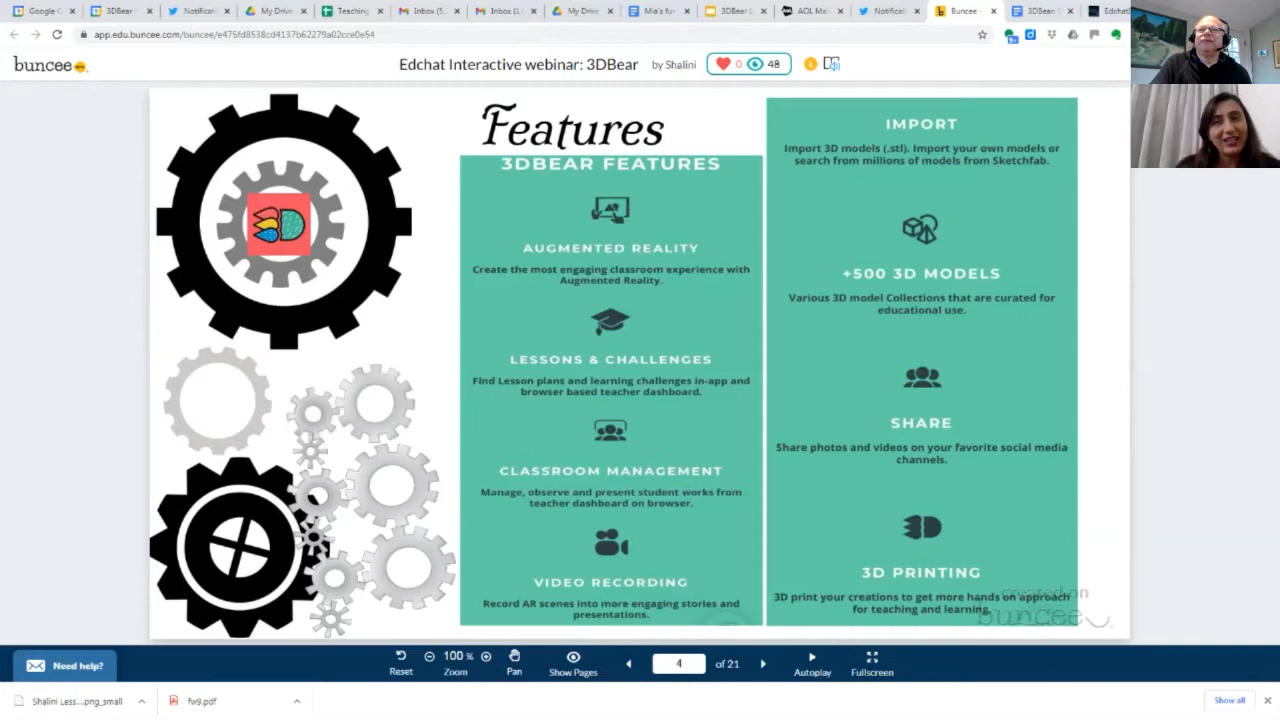 Google C
3DBear -
Notificati
My Drive
Teaching
Inbox (5,
Inbox (1,
My Drive
Mia's fur
3DBear L
AOL Mai
Notificati
Buncee -
3DBear
Edchat
app.edu.buncee.com/buncee/e475fd8538cd4137b62279a02cce0e54
buncee
Edchat Interactive webinar: 3DBear
by Shalini
0
48
Features
3DBEAR FEATURES
AUGMENTED REALITY
Create the most engaging classroom experience with
Augmented Reality.
LESSONS & CHALLENGES
Find Lesson plans and learning challenges in-app and
browser based teacher dashboard.
CLASSROOM MANAGEMENT
Manage, observe and present student works from
teacher dashboard on browser.
VIDEO RECORDING
Record AR scenes into more engaging stories and
presentations.
IMPORT
Import 3D models (.stl). Import your own models or
search from millions of models from Sketchfab.
+500 3D MODELS
Various 3D model Collections that are curated for
educational use.
SHARE
Share photos and videos on your favorite social media
channels.
3D PRINTING
3D print your creations to get more hands on approach
for teaching and learning.
created on
buncee
Need help?
Reset
100 %
Zoom
Pan
Show Pages
4
of 21
Autoplay
Fullscreen
Shalini Less....png_small
fw9.pdf
Show all